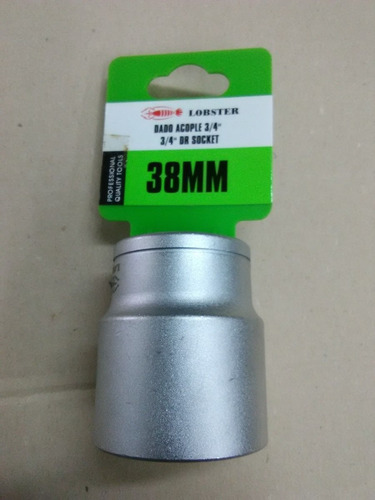 LOBSTER
DADO ACOPLE 3/4"
3/4" DR SOCKET
38MM
PROFESSIONAL
QUALITY TOOLS